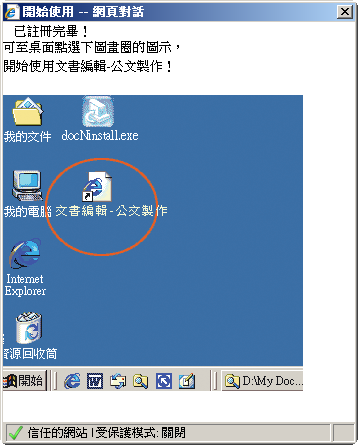 開始使用 -- 網頁對話
已註冊完畢！
可至桌面點選下圖畫圈的圖示，
開始使用文書編輯-公文製作！
我的文件
docNinstall.exe
我的電腦
文書編輯-公文製作
Internet
Explorer
資源回收筒
開始
D:\My Doc...
信任的網站 | 受保護模式: 關閉